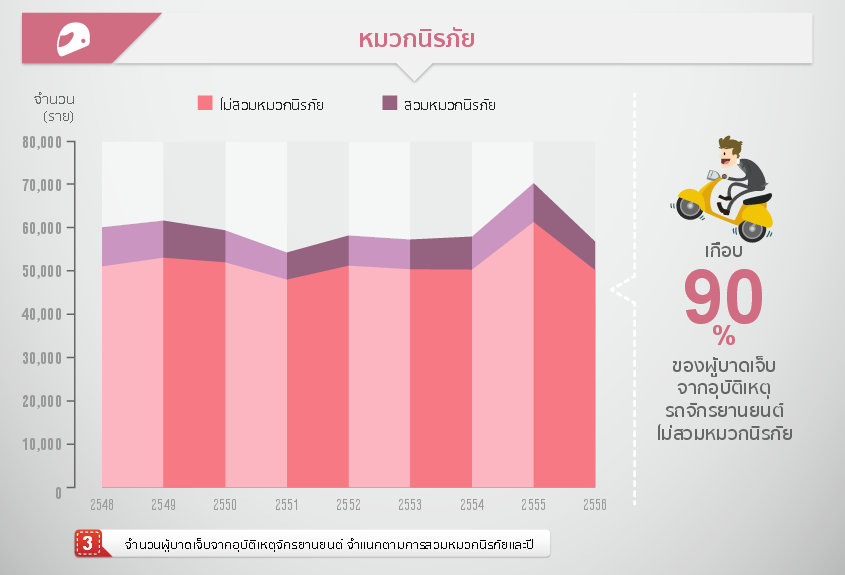 หมวกนิรภัย
จำนวน
(ราย)
ไม่สวมหมวกนิรภัย
สวมหมวกนิรภัย
80,000
70,000
60,000
50,000
40,000
30,000
20,000
10,000
0
2548 2549 2550 2551 2552 2553 2554 2555 2556
เกือบ
90
%
ของผู้บาดเจ็บ
จากอุบัติเหตุ
รถจักรยานยนต์
ไม่สวมหมวกนิรภัย
3 จำนวนผู้บาดเจ็บจากอุบัติเหตุจักรยานยนต์ จำแนกตามการสวมหมวกนิรภัยและปี